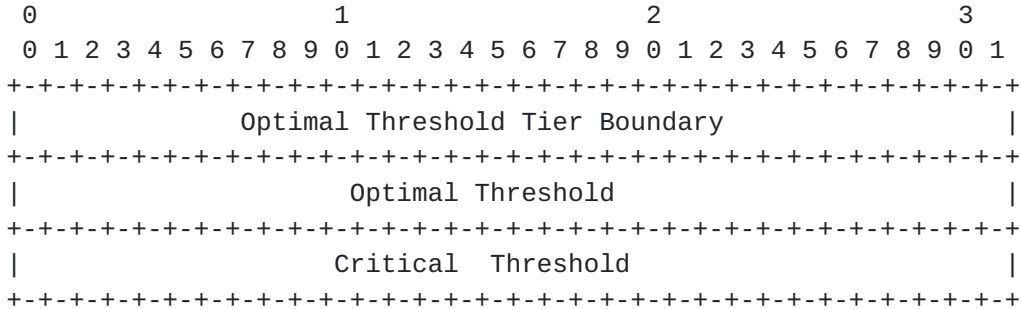 0                   1                   2                   3
 0 1 2 3 4 5 6 7 8 9 0 1 2 3 4 5 6 7 8 9 0 1 2 3 4 5 6 7 8 9 0 1
+-+-+-+-+-+-+-+-+-+-+-+-+-+-+-+-+-+-+-+-+-+-+-+-+-+-+-+-+-+-+-+-+
|              Optimal Threshold Tier Boundary                  |
+-+-+-+-+-+-+-+-+-+-+-+-+-+-+-+-+-+-+-+-+-+-+-+-+-+-+-+-+-+-+-+-+
|                     Optimal Threshold                         |
+-+-+-+-+-+-+-+-+-+-+-+-+-+-+-+-+-+-+-+-+-+-+-+-+-+-+-+-+-+-+-+-+
|                    Critical  Threshold                        |
+-+-+-+-+-+-+-+-+-+-+-+-+-+-+-+-+-+-+-+-+-+-+-+-+-+-+-+-+-+-+-+-+